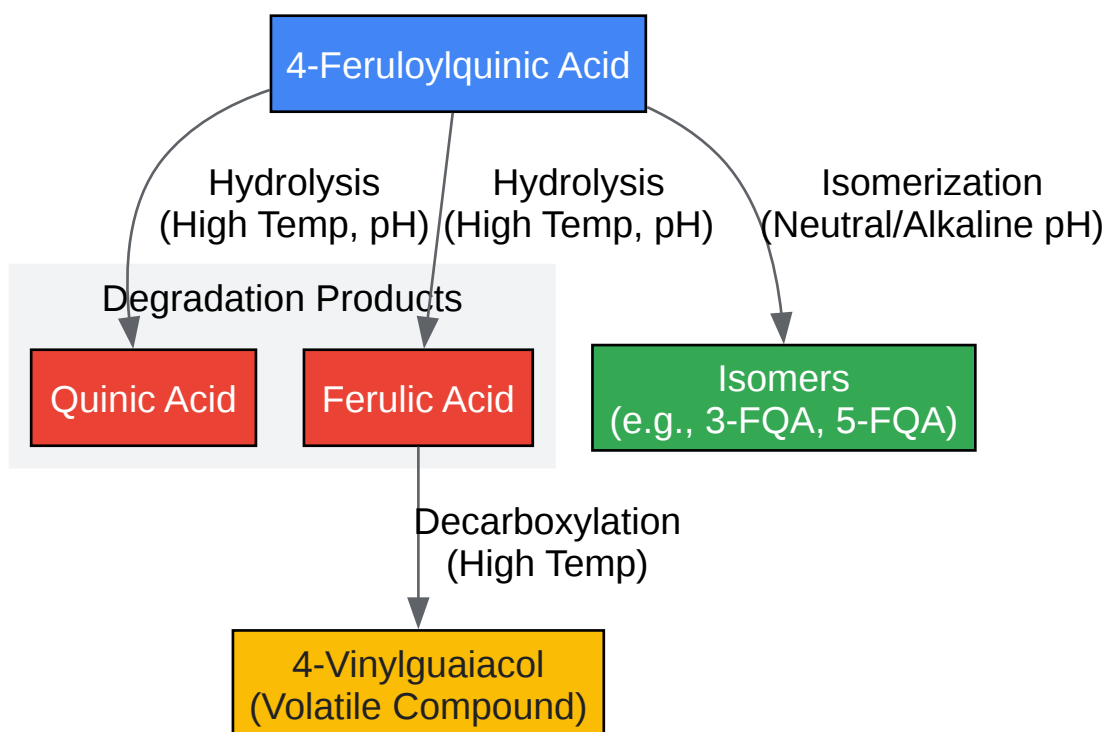 4-Feruloylquinic Acid
Hydrolysis
(High Temp, pH)
Hydrolysis
(High Temp, pH)
Isomerization
(Neutral/Alkaline pH)
Degradation Products
Quinic Acid
Ferulic Acid
Isomers
(e.g., 3-FQA, 5-FQA)
Decarboxylation
(High Temp)
4-Vinylguaiacol
(Volatile Compound)